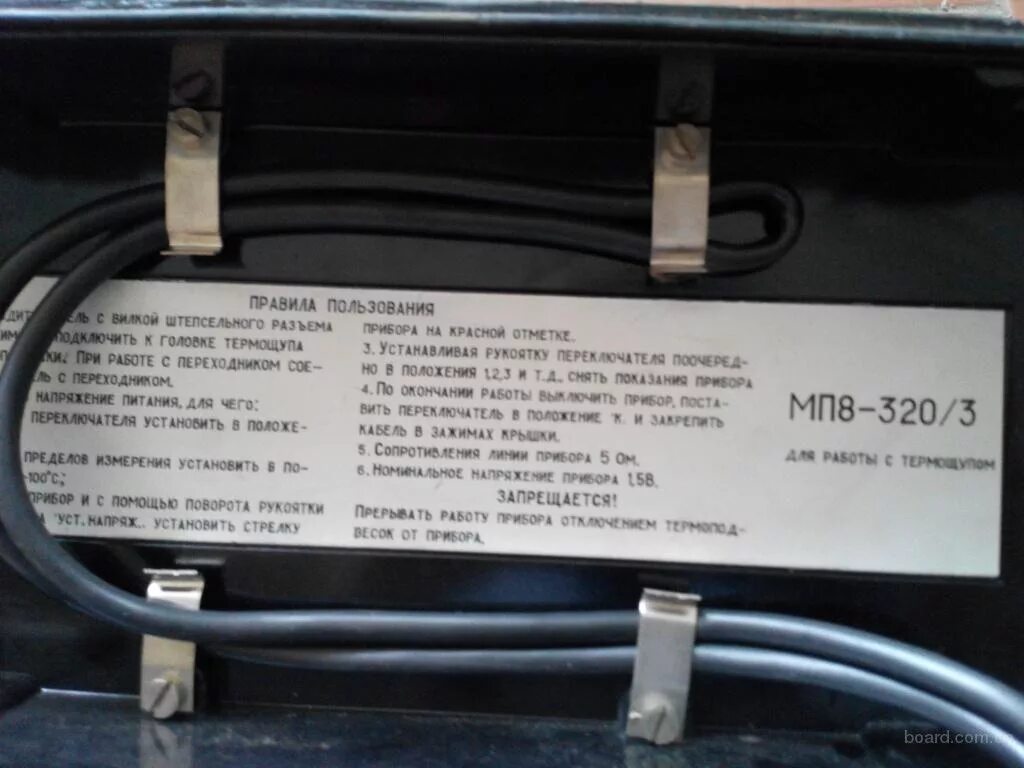 ПРАВИЛА ПОЛЬЗОВАНИЯ
С ВИЛКОЙ ШТЕПСЕЛЬНОГО РАЗЪЕМА
ПОДКЛЮЧИТЬ К ГОЛОВКЕ ТЕРМОЩУПА
ПРИ РАБОТЕ С ПЕРЕХОДНИКОМ СОЕ-
С ПЕРЕХОДНИКОМ.
НАПРЯЖЕНИЕ ПИТАНИЯ, ДЛЯ ЧЕГО:
ПЕРЕКЛЮЧАТЕЛЯ УСТАНОВИТЬ В ПОЛОЖЕ-
ПРЕДЕЛОВ ИЗМЕРЕНИЯ УСТАНОВИТЬ В ПО-
-100°С;
ПРИБОР И С ПОМОЩЬЮ ПОВОРОТА РУКОЯТКИ
"УСТ. НАПРЯЖ.. УСТАНОВИТЬ СТРЕЛКУ
ПРИБОРА НА КРАСНОЙ ОТМЕТКЕ.
3. УСТАНАВЛИВАЯ РУКОЯТКУ ПЕРЕКЛЮЧАТЕЛЯ ПООЧЕРЕД-
НО В ПОЛОЖЕНИЯ 1,2,3 И Т.Д., СНЯТЬ ПОКАЗАНИЯ ПРИБОРА
4. ПО ОКОНЧАНИИ РАБОТЫ ВЫКЛЮЧИТЬ ПРИБОР, ПОСТА-
ВИТЬ ПЕРЕКЛЮЧАТЕЛЬ В ПОЛОЖЕНИЕ "К. И ЗАКРЕПИТЬ
КАБЕЛЬ В ЗАЖИМАХ КРЫШКИ.
5. СОПРОТИВЛЕНИЯ ЛИНИИ ПРИБОРА 5 ОМ.
6. НОМИНАЛЬНОЕ НАПРЯЖЕНИЕ ПРИБОРА 1,5В.
ЗАПРЕЩАЕТСЯ!
ПРЕРЫВАТЬ РАБОТУ ПРИБОРА ОТКЛЮЧЕНИЕМ ТЕРМОПОД-
ВЕСОК ОТ ПРИБОРА.
МП8-320/3
ДЛЯ РАБОТЫ С ТЕРМОЩУПОМ